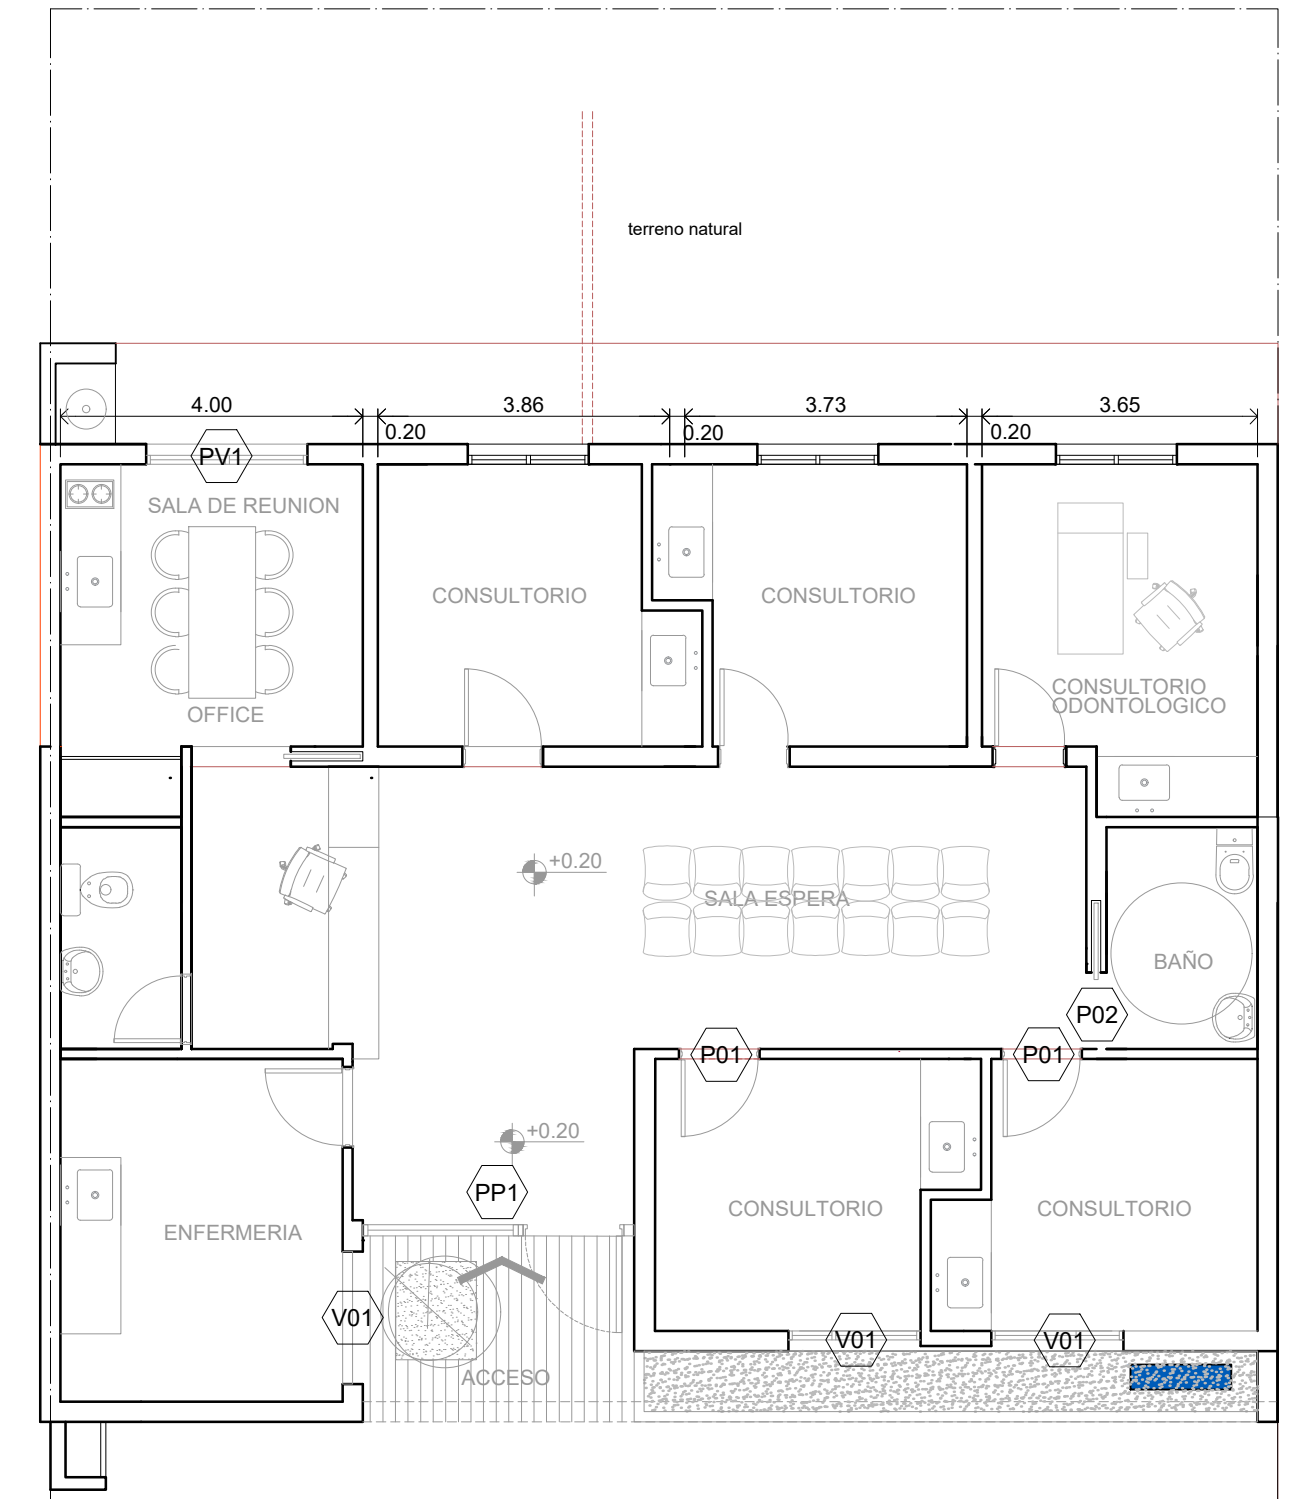 terreno natural
4.00
3.86
3.73
3.65
0.20
0.20
0.20
PV1
SALA DE REUNION
CONSULTORIO
CONSULTORIO
CONSULTORIO
ODONTOLOGICO
OFFICE
+0.20
SALA ESPERA
BAÑO
P02
P01
P01
+0.20
PP1
CONSULTORIO
CONSULTORIO
ENFERMERIA
V01
V01
V01
ACCESO